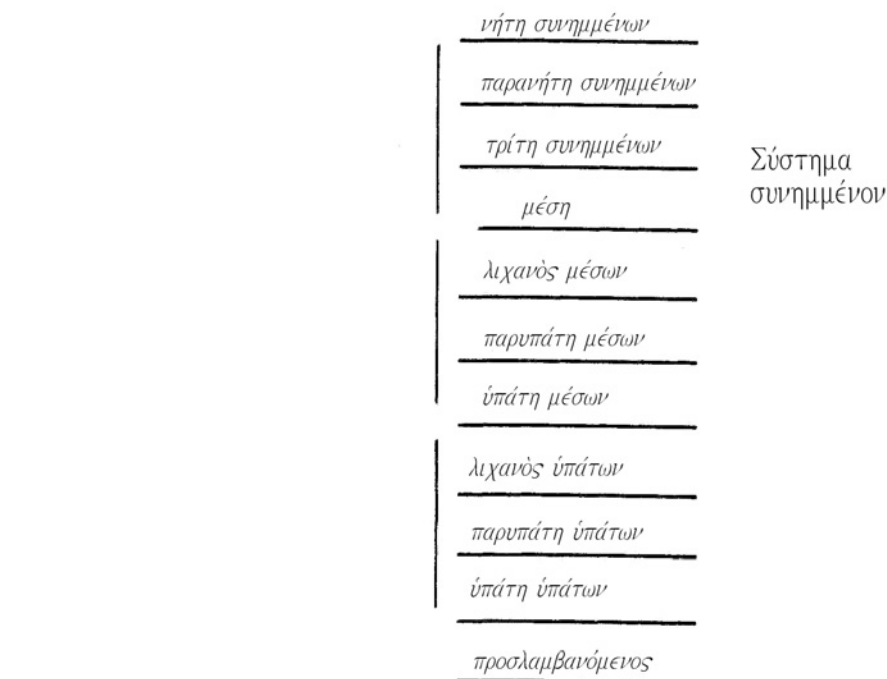 νήτη συνημμένων
παρανήτη συνημμένων
τρίτη συνημμένων
Σύστημα
συνημμένον
μέση
λιχανὸς μέσων
παρυπάτη μέσων
ὑπάτη μέσων
λιχανὸς ὑπάτων
παρυπάτη ὑπάτων
ὑπάτη ὑπάτων
προσλαμβανόμενος